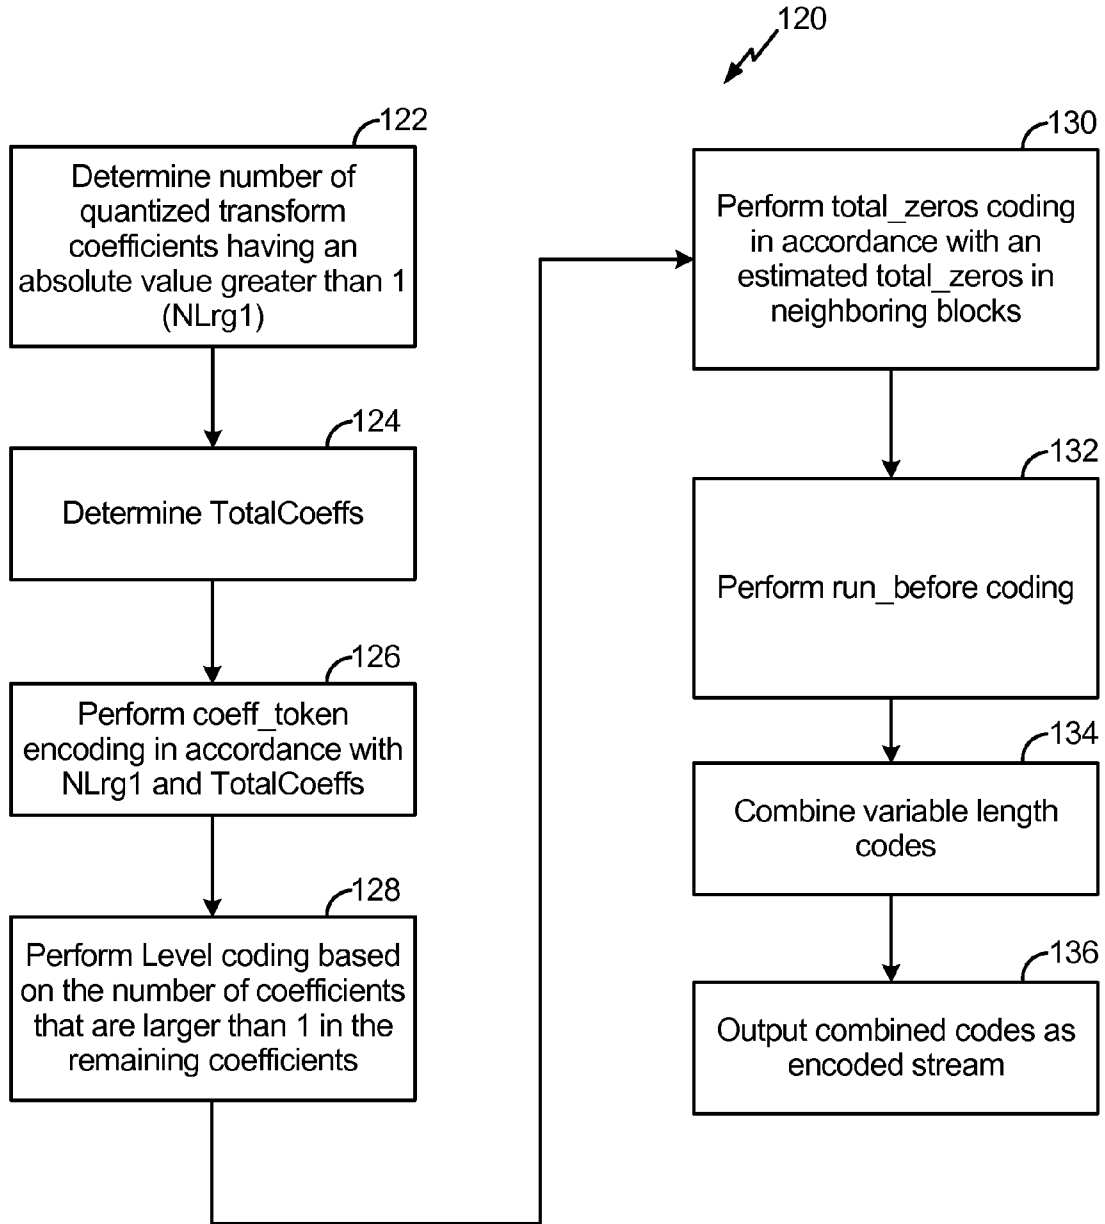 120
122
Determine number of
quantized transform
coefficients having an
absolute value greater than 1
(NLrg1)
124
Determine TotalCoeffs
126
Perform coeff_token
encoding in accordance with
NLrg1 and TotalCoeffs
128
Perform Level coding based
on the number of coefficients
that are larger than 1 in the
remaining coefficients
130
Perform total_zeros coding
in accordance with an
estimated total_zeros in
neighboring blocks
132
Perform run_before coding
134
Combine variable length
codes
136
Output combined codes as
encoded stream